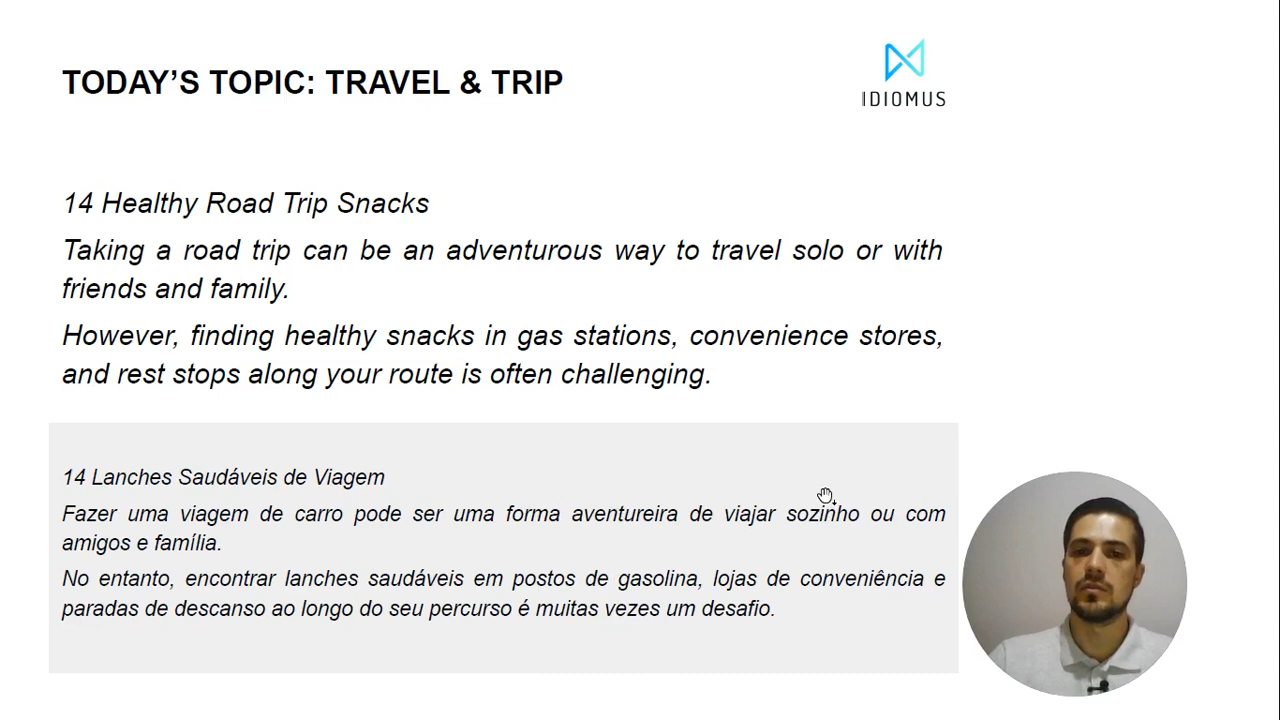 TODAY’S TOPIC: TRAVEL & TRIP
IDIOMUS
14 Healthy Road Trip Snacks
Taking a road trip can be an adventurous way to travel solo or with
friends and family.
However, finding healthy snacks in gas stations, convenience stores,
and rest stops along your route is often challenging.
14 Lanches Saudáveis de Viagem
Fazer uma viagem de carro pode ser uma forma aventureira de viajar sozinho ou com
amigos e família.
No entanto, encontrar lanches saudáveis em postos de gasolina, lojas de conveniência e
paradas de descanso ao longo do seu percurso é muitas vezes um desafio.